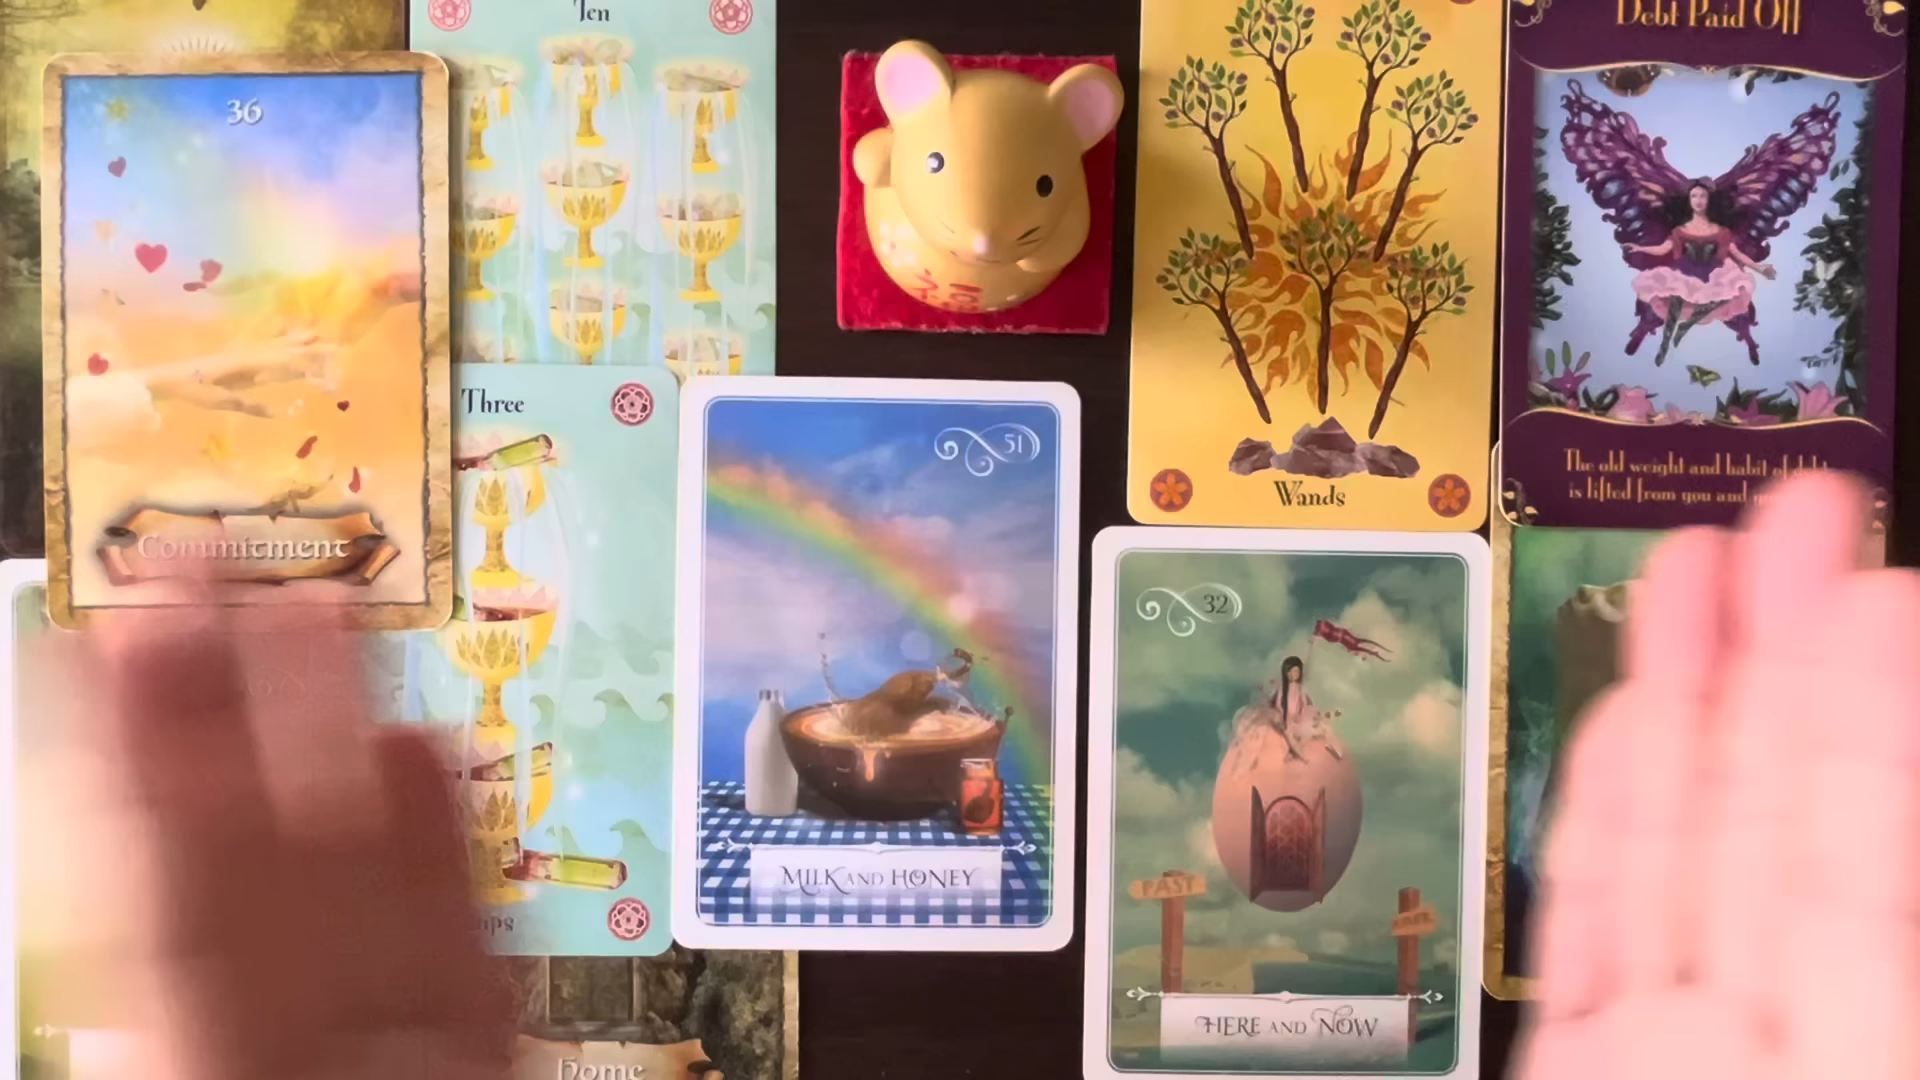 36
Commitment
Ten
Three
51
MILK AND HONEY
Home
Wands
Debt Paid Off
The old weight and habit of debt
is lifted from you and
32
PAST
HERE AND NOW